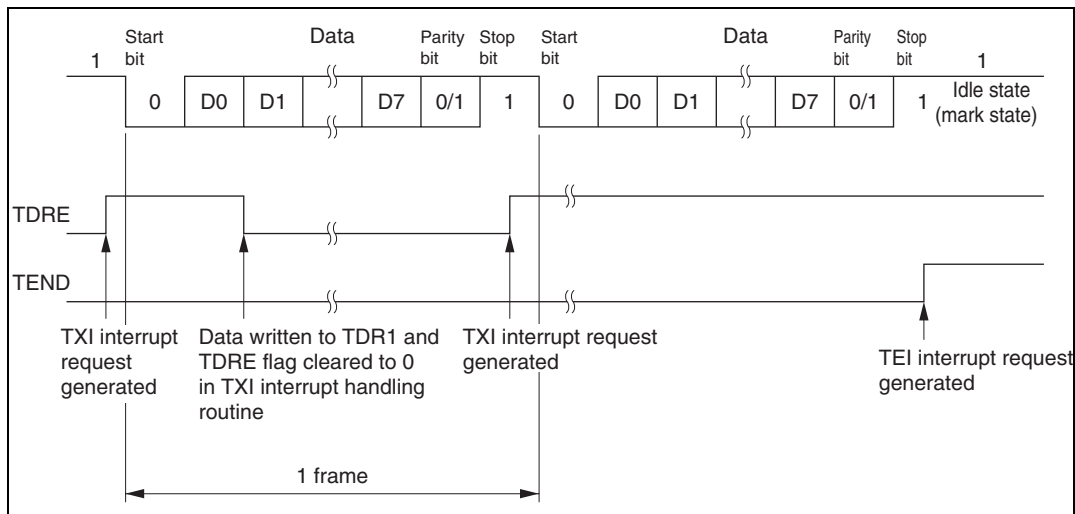 Start bit Data Parity bit Stop bit Start bit Data Parity bit Stop bit
1 1
0 D0 D1 D7 0/1 1 0 D0 D1 D7 0/1 1 Idle state (mark state)
TDRE
TEND
TXI interrupt request generated
Data written to TDR1 and
TDRE flag cleared to 0
in TXI interrupt handling
routine
TXI interrupt request
generated
TEI interrupt request
generated
1 frame